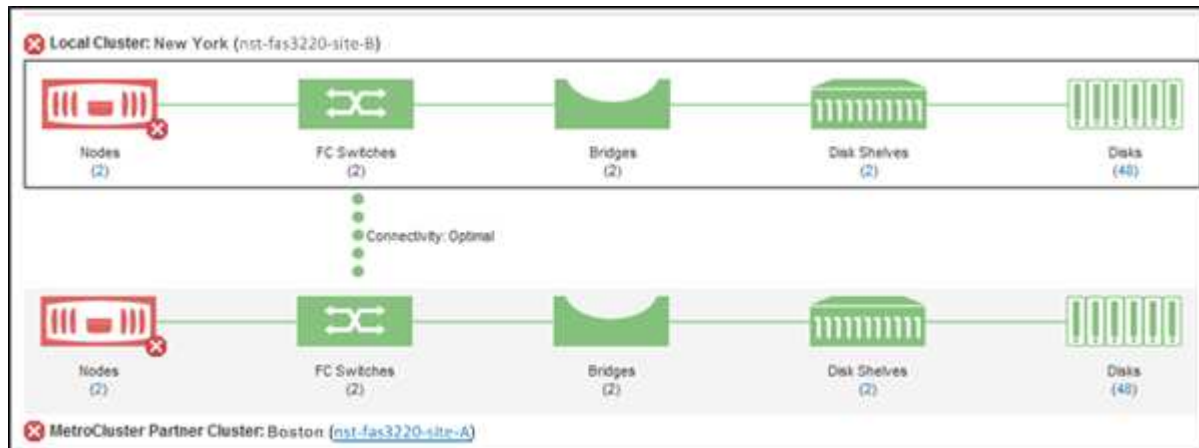 Local Cluster: New York (nst-fas3220-site-B)
Nodes
(2)
FC Switches
(2)
Bridges
(2)
Disk Shelves
(2)
Disks
(48)
Connectivity: Optimal
Nodes
(2)
FC Switches
(2)
Bridges
(2)
Disk Shelves
(2)
Disks
(48)
MetroCluster Partner Cluster: Boston (nst-fas3220-site-A)